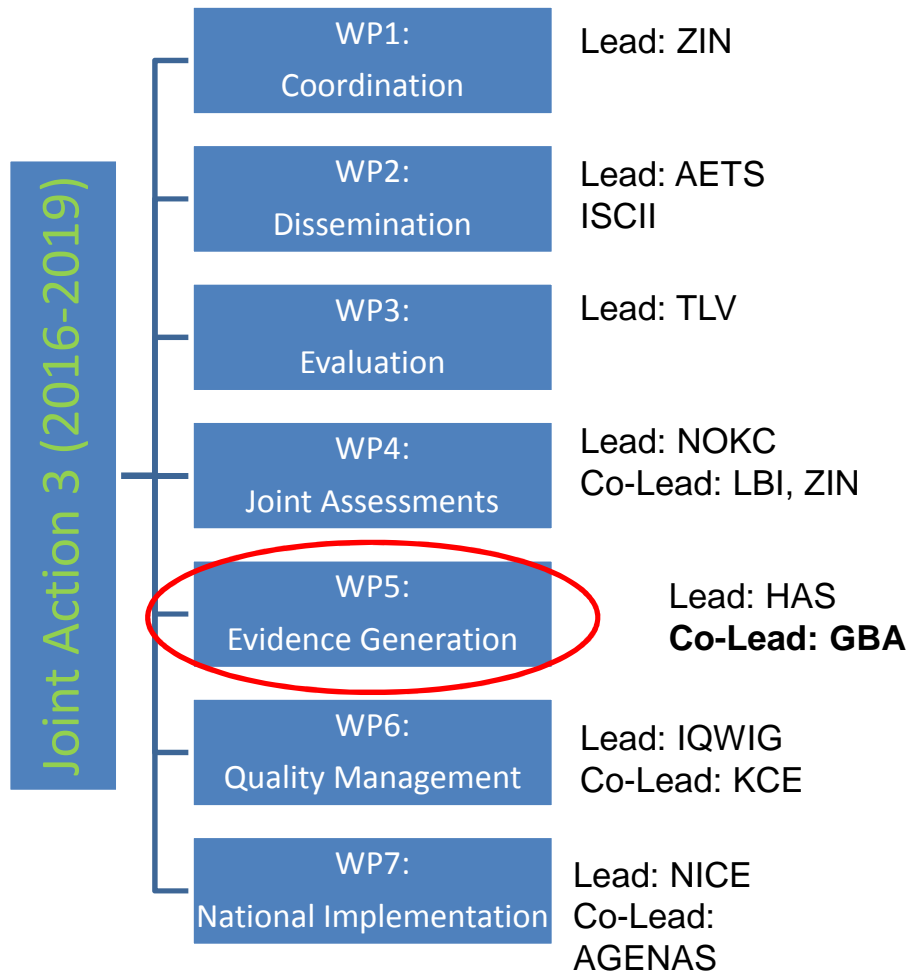 Joint Action 3 (2016-2019)
WP1:
Coordination
Lead: ZIN
WP2:
Dissemination
Lead: AETS
ISCII
WP3:
Evaluation
Lead: TLV
WP4:
Joint Assessments
Lead: NOKC
Co-Lead: LBI, ZIN
WP5:
Evidence Generation
Lead: HAS
Co-Lead: GBA
WP6:
Quality Management
Lead: IQWIG
Co-Lead: KCE
WP7:
National Implementation
Lead: NICE
Co-Lead:
AGENAS